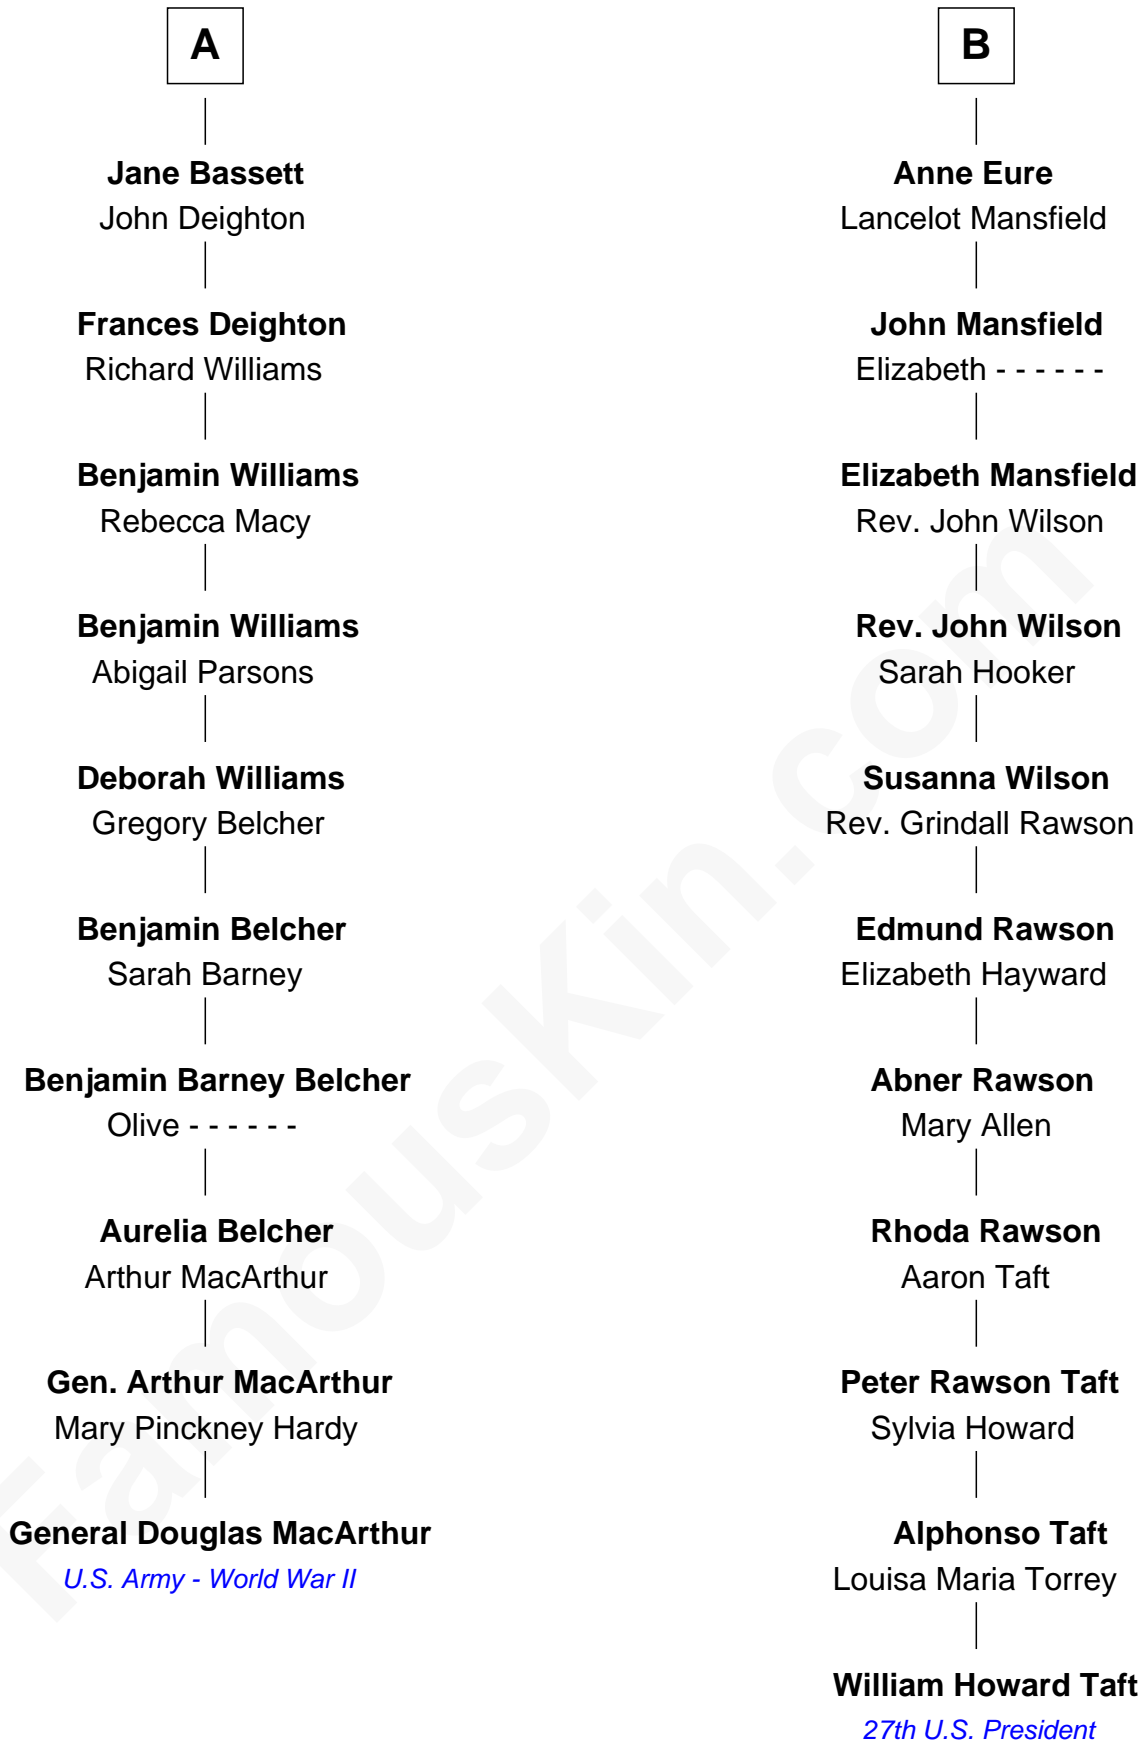 A
Jane Bassett
John Deighton
Frances Deighton
Richard Williams
Benjamin Williams
Rebecca Macy
Benjamin Williams
Abigail Parsons
Deborah Williams
Gregory Belcher
Benjamin Belcher
Sarah Barney
Benjamin Barney Belcher
Olive - - - - - -
Aurelia Belcher
Arthur MacArthur
Gen. Arthur MacArthur
Mary Pinckney Hardy
General Douglas MacArthur
U.S. Army - World War II
B
Anne Eure
Lancelot Mansfield
John Mansfield
Elizabeth - - - - - -
Elizabeth Mansfield
Rev. John Wilson
Rev. John Wilson
Sarah Hooker
Susanna Wilson
Rev. Grindall Rawson
Edmund Rawson
Elizabeth Hayward
Abner Rawson
Mary Allen
Rhoda Rawson
Aaron Taft
Peter Rawson Taft
Sylvia Howard
Alphonso Taft
Louisa Maria Torrey
William Howard Taft
27th U.S. President
FamousKin.com